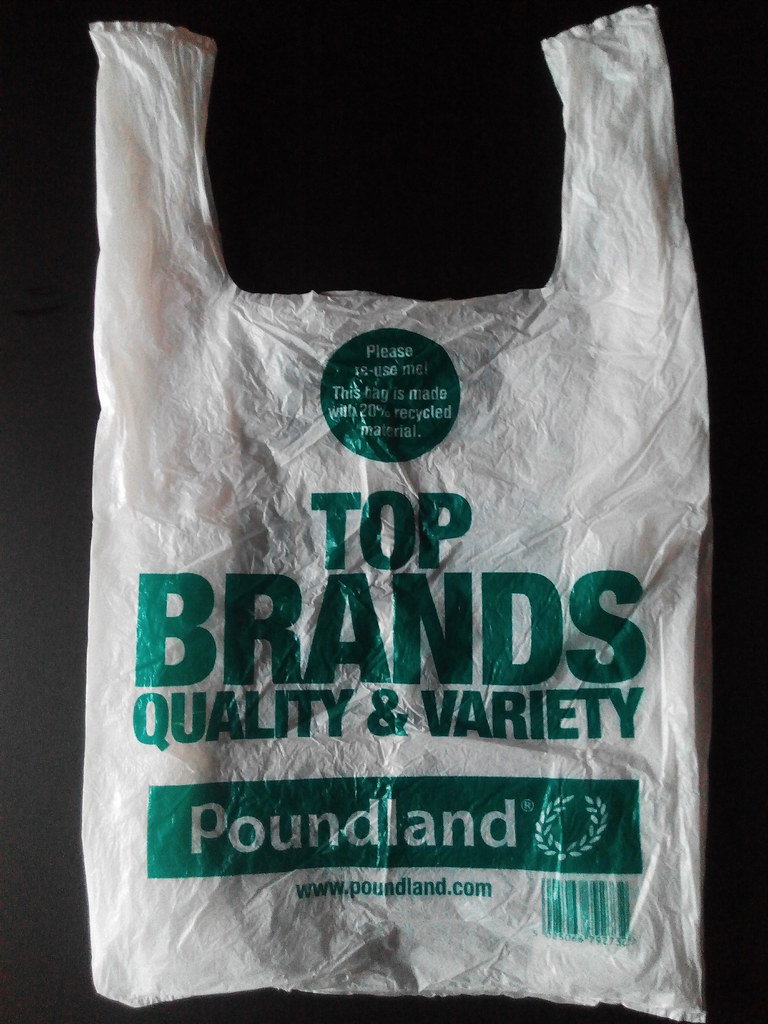 Please
re-use me!
This bag is made
with 20% recycled
material.
TOP
BRANDS
QUALITY & VARIETY
Poundland®
www.poundland.com